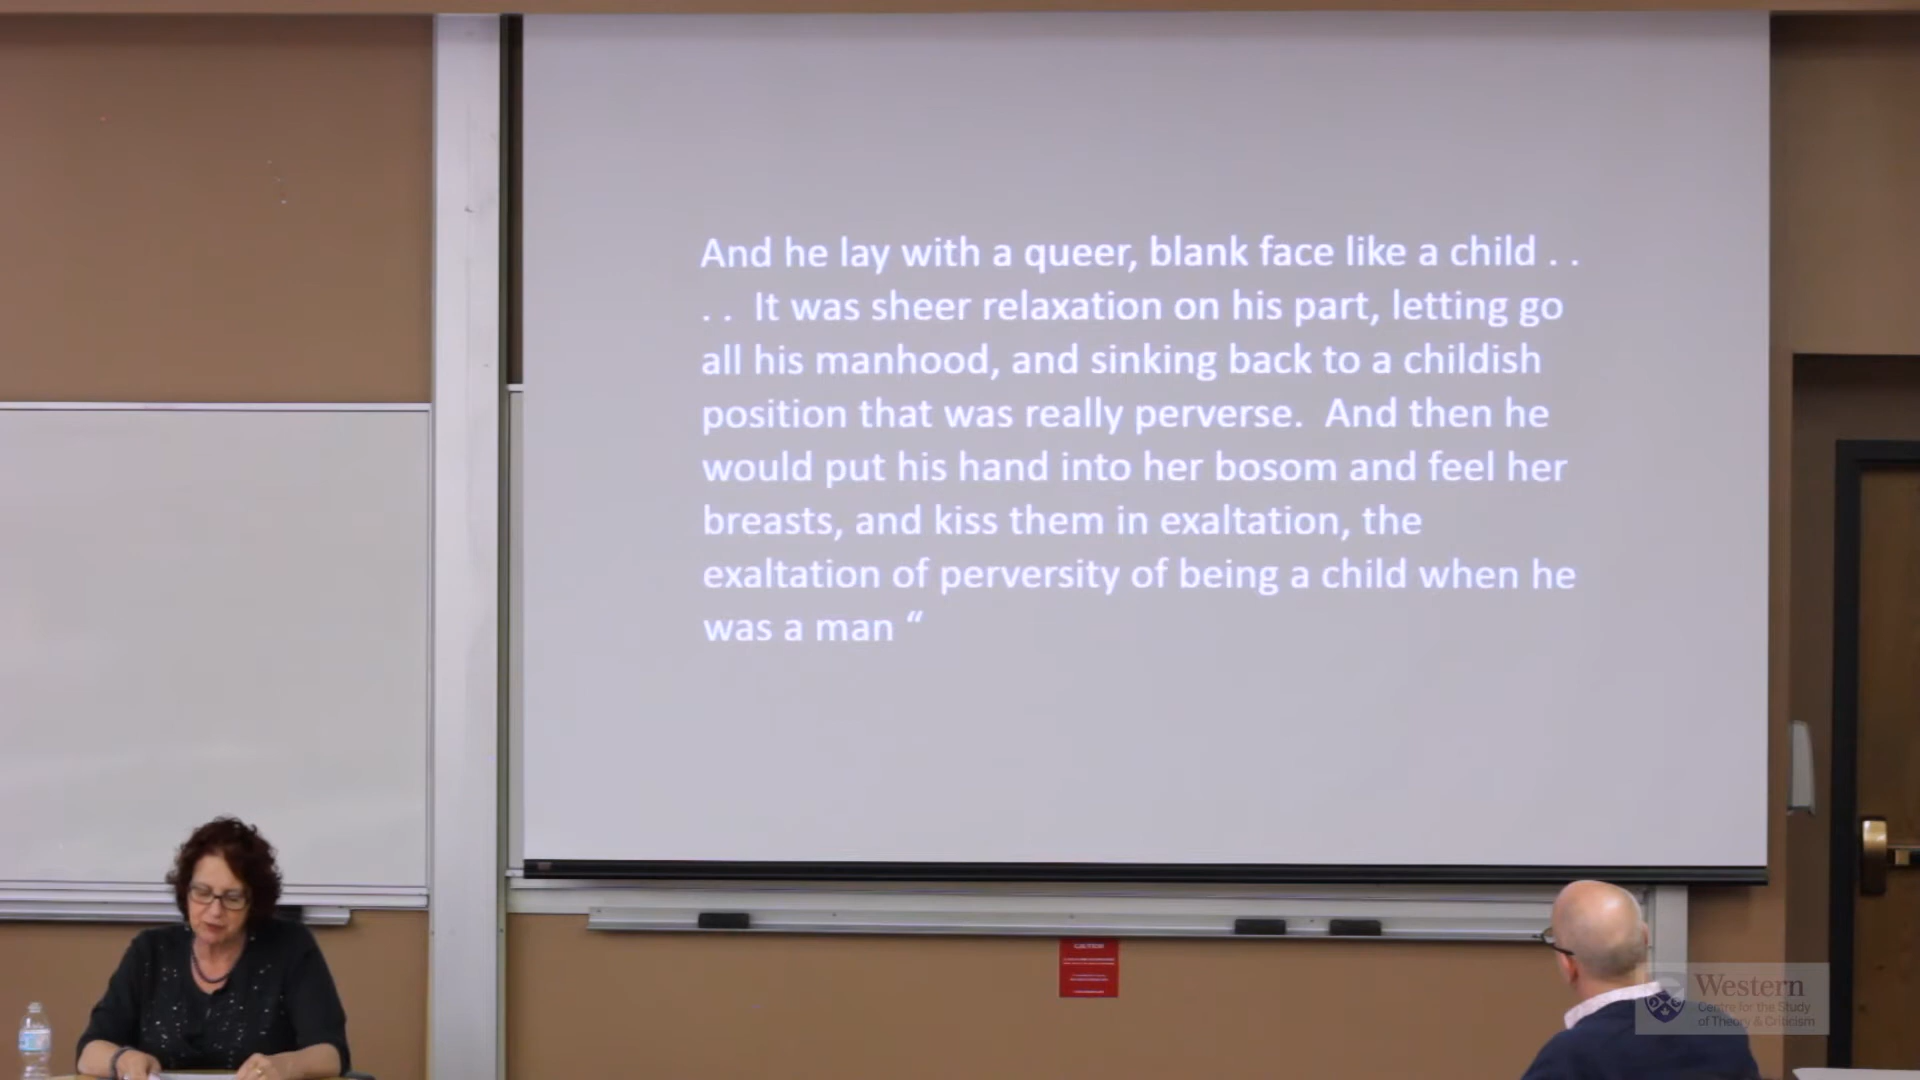 And he lay with a queer, blank face like a child . .
. .  It was sheer relaxation on his part, letting go
all his manhood, and sinking back to a childish
position that was really perverse.  And then he
would put his hand into her bosom and feel her
breasts, and kiss them in exaltation, the
exaltation of perversity of being a child when he
was a man “
CAUTION
Western
Centre for the Study
of Theory & Criticism